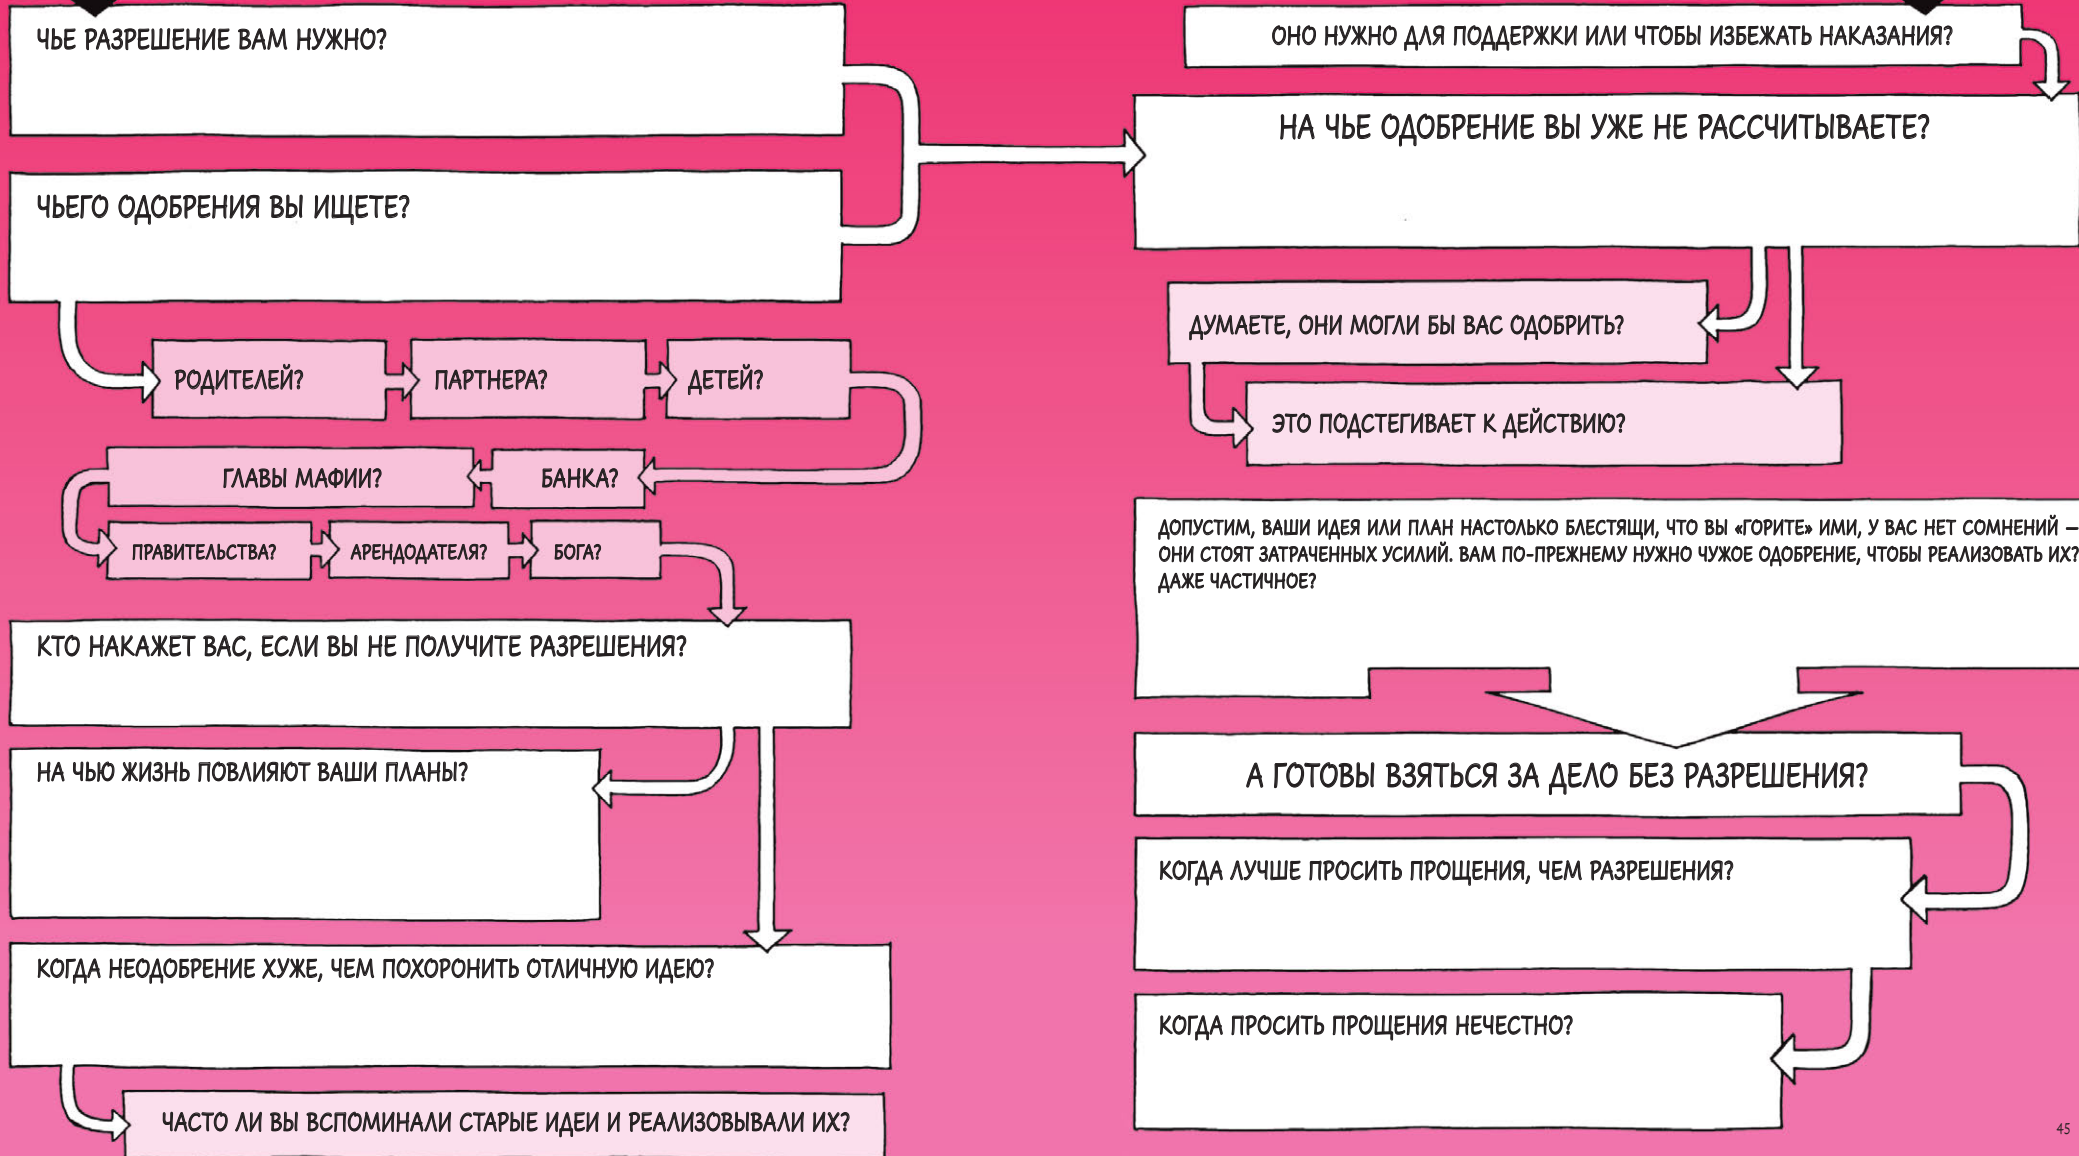 ЧЬЕ РАЗРЕШЕНИЕ ВАМ НУЖНО?
ЧЬЕГО ОДОБРЕНИЯ ВЫ ИЩЕТЕ?
РОДИТЕЛЕЙ?
ПАРТНЕРА?
ДЕТЕЙ?
БАНКА?
ГЛАВЫ МАФИИ?
ПРАВИТЕЛЬСТВА?
АРЕНДОДАТЕЛЯ?
БОГА?
КТО НАКАЖЕТ ВАС, ЕСЛИ ВЫ НЕ ПОЛУЧИТЕ РАЗРЕШЕНИЯ?
НА ЧЬЮ ЖИЗНЬ ПОВЛИЯЮТ ВАШИ ПЛАНЫ?
КОГДА НЕОДОБРЕНИЕ ХУЖЕ, ЧЕМ ПОХОРОНИТЬ ОТЛИЧНУЮ ИДЕЮ?
ЧАСТО ЛИ ВЫ ВСПОМИНАЛИ СТАРЫЕ ИДЕИ И РЕАЛИЗОВЫВАЛИ ИХ?
ОНО НУЖНО ДЛЯ ПОДДЕРЖКИ ИЛИ ЧТОБЫ ИЗБЕЖАТЬ НАКАЗАНИЯ?
НА ЧЬЕ ОДОБРЕНИЕ ВЫ УЖЕ НЕ РАССЧИТЫВАЕТЕ?
ДУМАЕТЕ, ОНИ МОГЛИ БЫ ВАС ОДОБРИТЬ?
ЭТО ПОДСТЕГИВАЕТ К ДЕЙСТВИЮ?
ДОПУСТИМ, ВАШИ ИДЕЯ ИЛИ ПЛАН НАСТОЛЬКО БЛЕСТЯЩИ, ЧТО ВЫ «ГОРИТЕ» ИМИ, У ВАС НЕТ СОМНЕНИЙ –
ОНИ СТОЯТ ЗАТРАЧЕННЫХ УСИЛИЙ. ВАМ ПО-ПРЕЖНЕМУ НУЖНО ЧУЖОЕ ОДОБРЕНИЕ, ЧТОБЫ РЕАЛИЗОВАТЬ ИХ?
ДАЖЕ ЧАСТИЧНОЕ?
А ГОТОВЫ ВЗЯТЬСЯ ЗА ДЕЛО БЕЗ РАЗРЕШЕНИЯ?
КОГДА ЛУЧШЕ ПРОСИТЬ ПРОЩЕНИЯ, ЧЕМ РАЗРЕШЕНИЯ?
КОГДА ПРОСИТЬ ПРОЩЕНИЯ НЕЧЕСТНО?
45